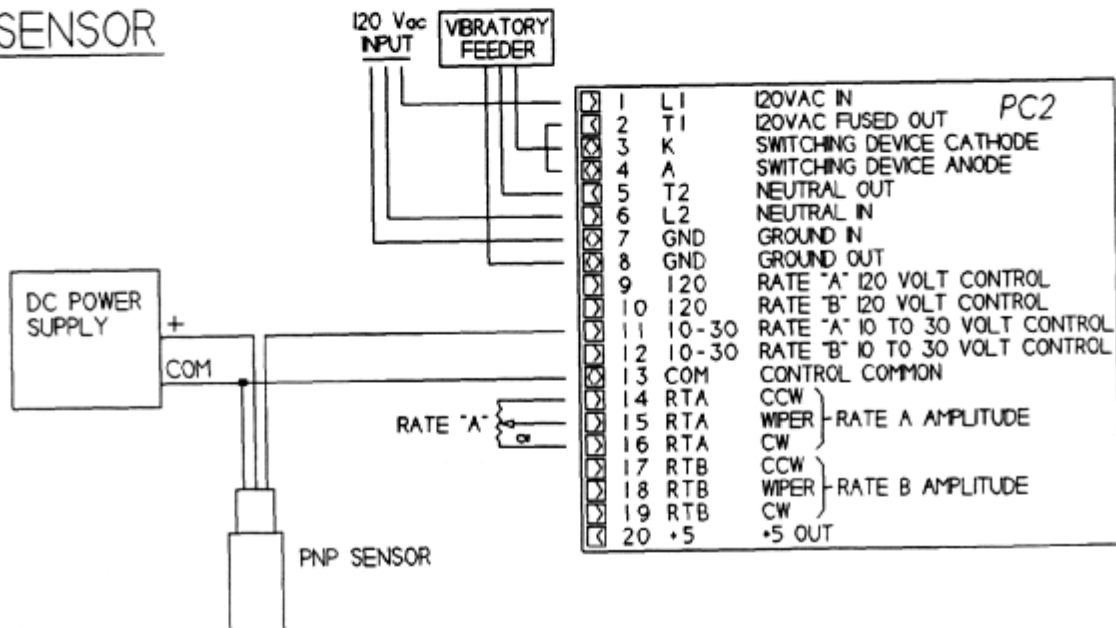 SENSOR
120 Vac
INPUT
VIBRATORY
FEEDER
PC2
1 L1 120VAC IN
2 T1 120VAC FUSED OUT
3 K SWITCHING DEVICE CATHODE
4 A SWITCHING DEVICE ANODE
5 T2 NEUTRAL OUT
6 L2 NEUTRAL IN
7 GND GROUND IN
8 GND GROUND OUT
9 120 RATE "A" 120 VOLT CONTROL
10 120 RATE "B" 120 VOLT CONTROL
11 10-30 RATE "A" 10 TO 30 VOLT CONTROL
12 10-30 RATE "B" 10 TO 30 VOLT CONTROL
13 COM CONTROL COMMON
14 RTA CCW
15 RTA WIPER RATE A AMPLITUDE
16 RTA CW
17 RTB CCW
18 RTB WIPER RATE B AMPLITUDE
19 RTB CW
20 +5 +5 OUT
DC POWER
SUPPLY
+
COM
RATE "A"
PNP SENSOR